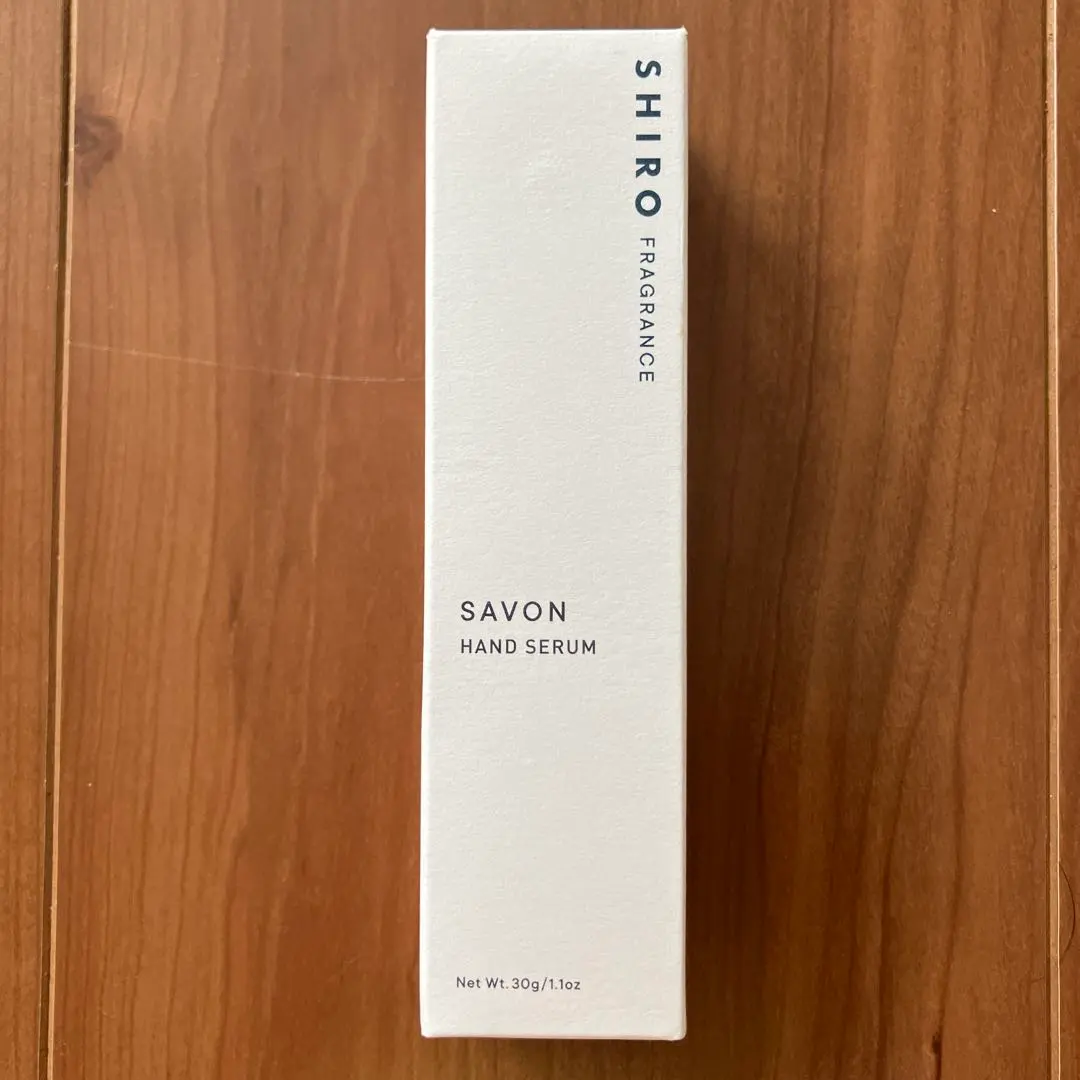 SHIRO FRAGRANCE
SAVON
HAND SERUM
Net Wt. 30g/1.1oz